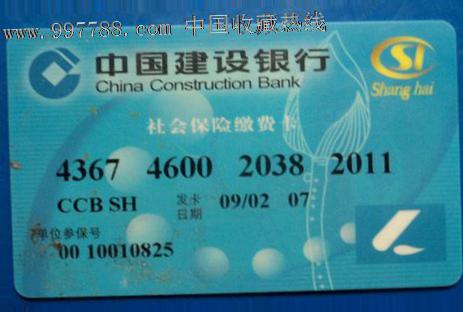 www.997788.com 中国收藏热线
中国建设银行
China Construction Bank
SI
Shang hai
社会保险缴费卡
4367 4600 2038 2011
CCB SH 发卡日期 09/02 07
单位参保号
00 10010825